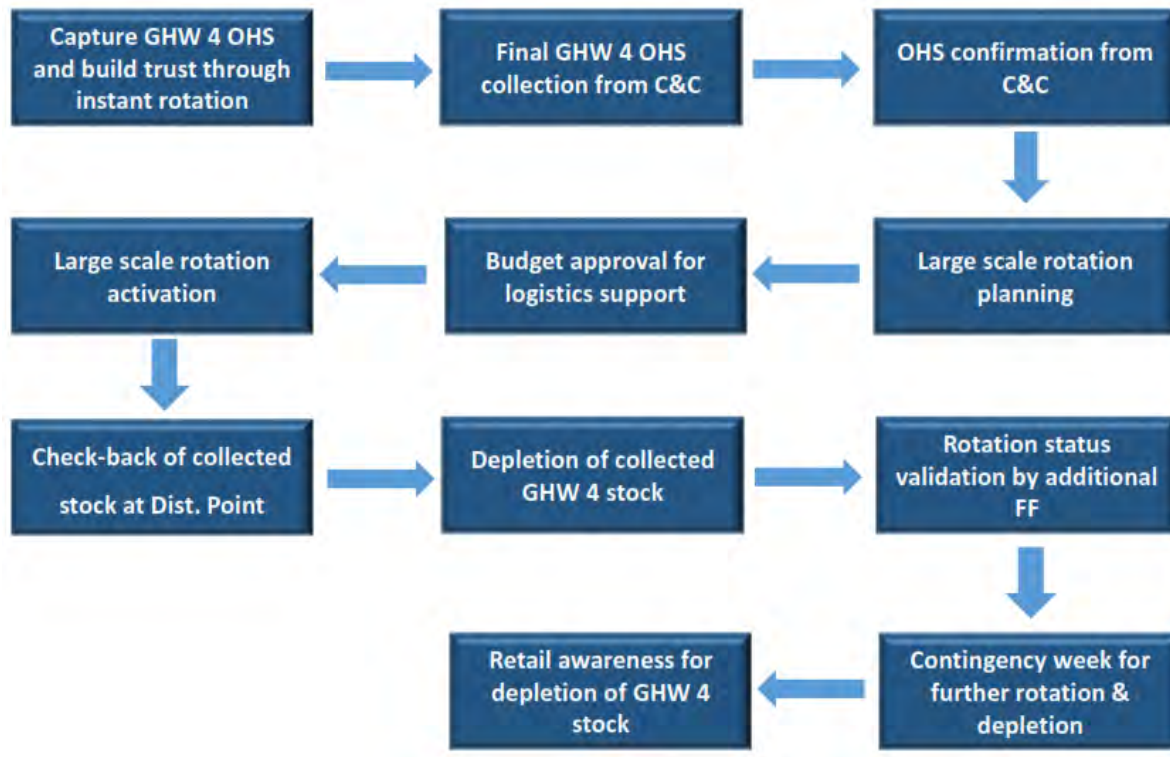 Capture GHW 4 OHS
and build trust through
instant rotation
Final GHW 4 OHS
collection from C&C
OHS confirmation from
C&C
Large scale rotation
planning
Budget approval for
logistics support
Large scale rotation
activation
Check-back of collected
stock at Dist. Point
Depletion of collected
GHW 4 stock
Rotation status
validation by additional
FF
Contingency week for
further rotation &
depletion
Retail awareness for
depletion of GHW 4
stock